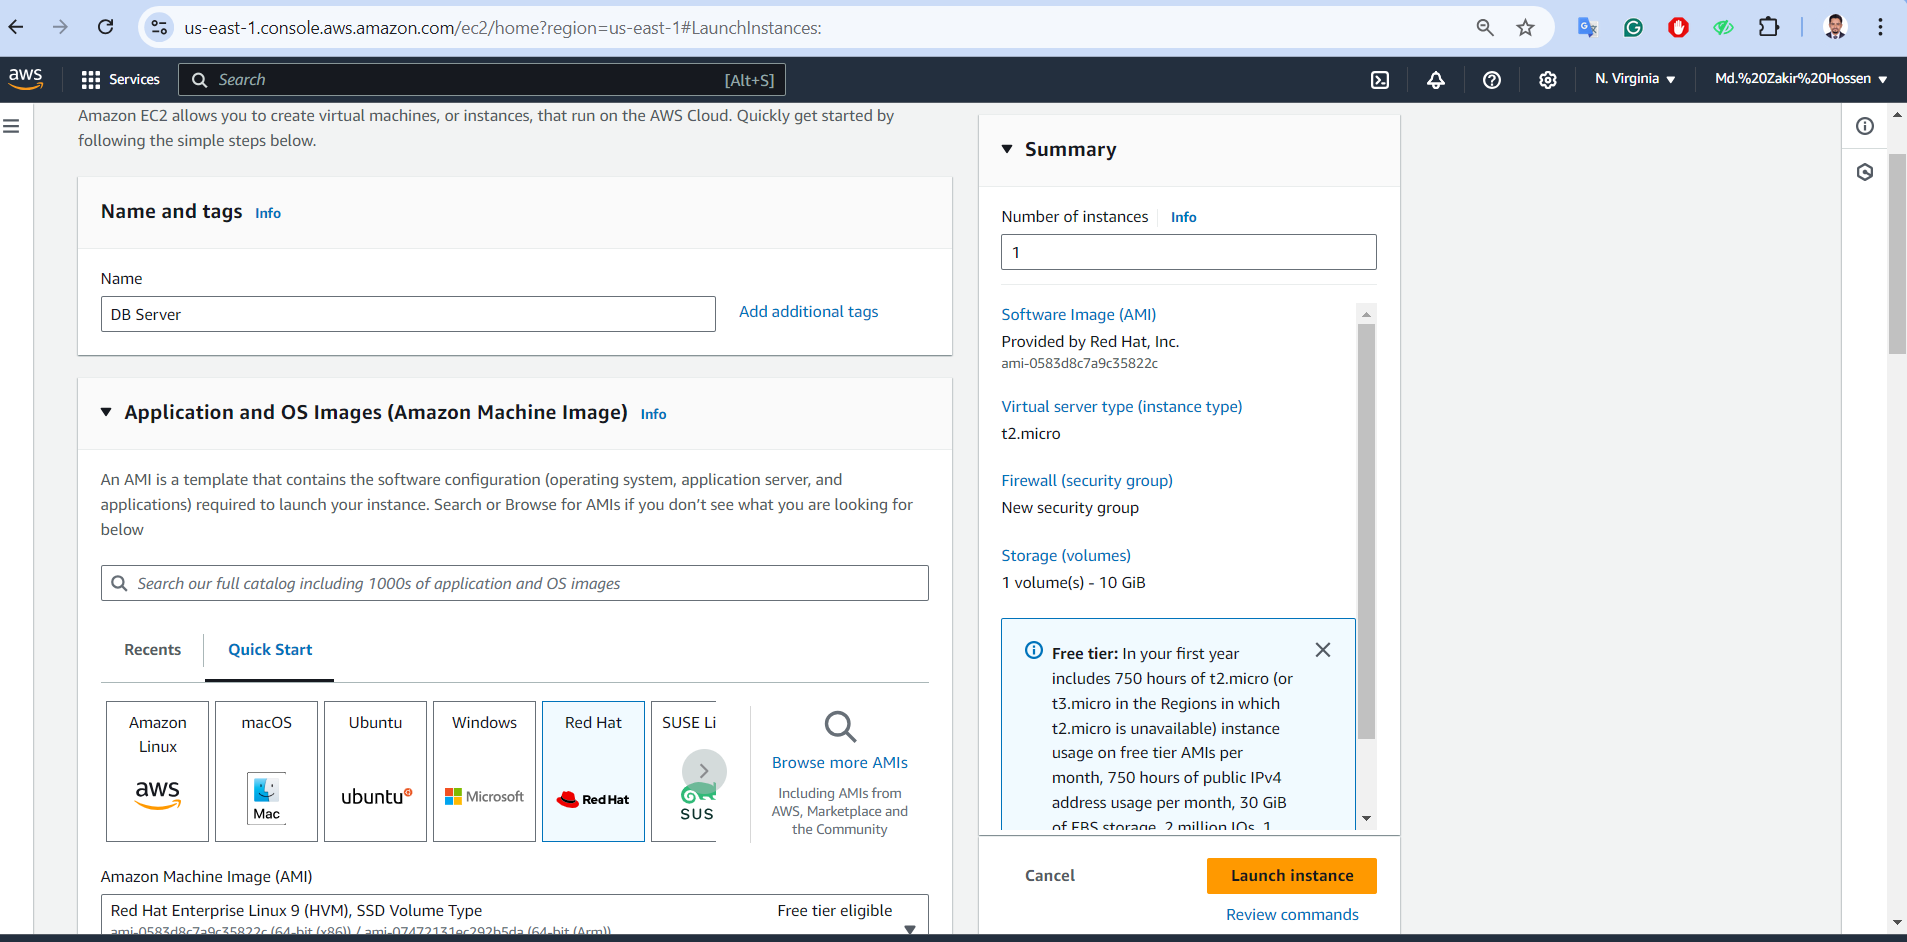 us-east-1.console.aws.amazon.com/ec2/home?region=us-east-1#LaunchInstances:
aws
Services
Search
[Alt+S]
N. Virginia
Md.%20Zakir%20Hossen
Amazon EC2 allows you to create virtual machines, or instances, that run on the AWS Cloud. Quickly get started by
following the simple steps below.
Name and tags
Info
Name
DB Server
Add additional tags
Application and OS Images (Amazon Machine Image)
Info
An AMI is a template that contains the software configuration (operating system, application server, and
applications) required to launch your instance. Search or Browse for AMIs if you don’t see what you are looking for
below
Search our full catalog including 1000s of application and OS images
Recents
Quick Start
Amazon
Linux
aws
macOS
Mac
Ubuntu
ubuntu
Windows
Microsoft
Red Hat
Red Hat
SUSE Li
SUS
Browse more AMIs
Including AMIs from
AWS, Marketplace and
the Community
Amazon Machine Image (AMI)
Red Hat Enterprise Linux 9 (HVM), SSD Volume Type
Free tier eligible
ami-0583d8c7a9c35822c (64-bit (x86)) / ami-07472131ec292b5da (64-bit (Arm))
Summary
Number of instances
Info
1
Software Image (AMI)
Provided by Red Hat, Inc.
ami-0583d8c7a9c35822c
Virtual server type (instance type)
t2.micro
Firewall (security group)
New security group
Storage (volumes)
1 volume(s) - 10 GiB
Free tier: In your first year
includes 750 hours of t2.micro (or
t3.micro in the Regions in which
t2.micro is unavailable) instance
usage on free tier AMIs per
month, 750 hours of public IPv4
address usage per month, 30 GiB
of EBS storage, 2 million IOs, 1
Cancel
Launch instance
Review commands